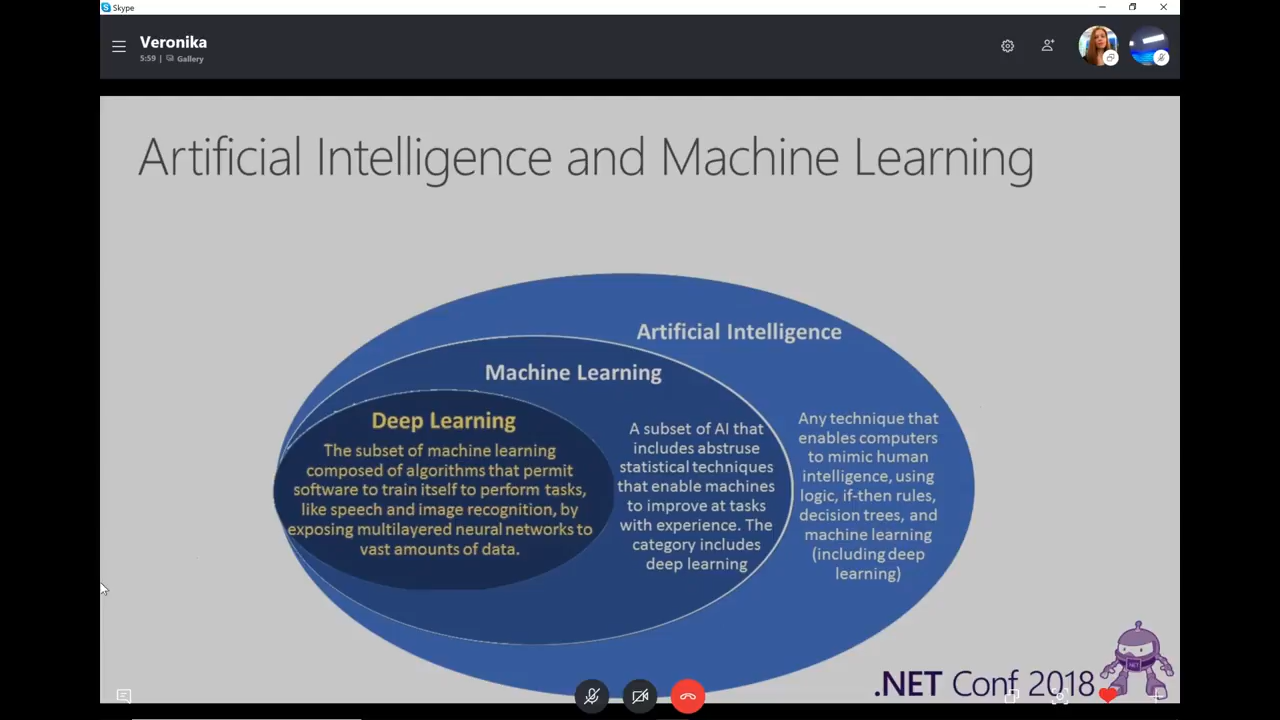 Skype
Veronika
5:59 | Gallery
Artificial Intelligence and Machine Learning
Artificial Intelligence
Machine Learning
Deep Learning
The subset of machine learning
composed of algorithms that permit
software to train itself to perform tasks,
like speech and image recognition, by
exposing multilayered neural networks to
vast amounts of data.
A subset of AI that
includes abstruse
statistical techniques
that enable machines
to improve at tasks
with experience. The
category includes
deep learning
Any technique that
enables computers
to mimic human
intelligence, using
logic, if-then rules,
decision trees, and
machine learning
(including deep
learning)
.NET Conf 2018
.NET